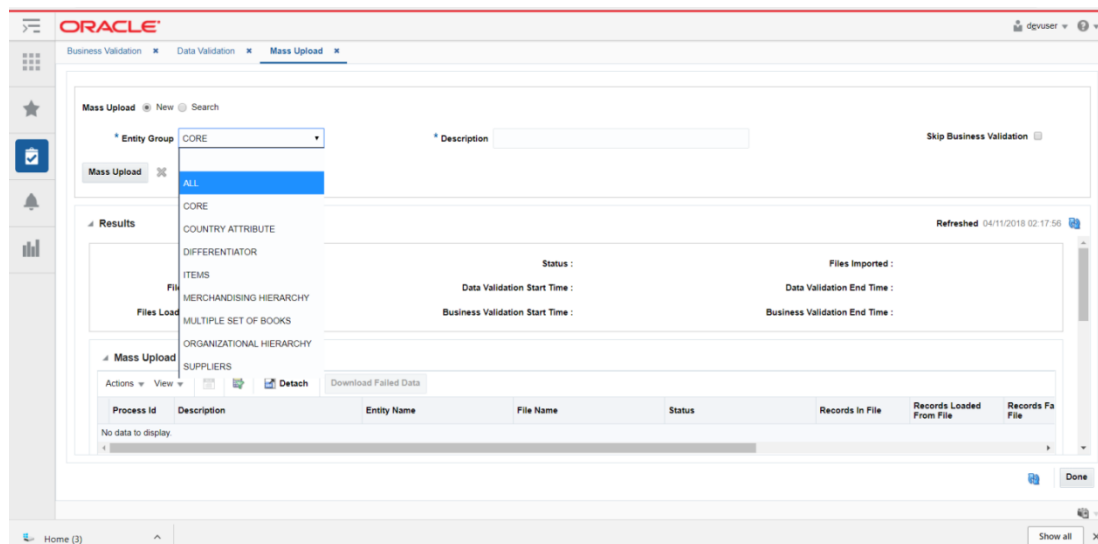 ORACLE
devuser
Business Validation × Data Validation × Mass Upload ×
Mass Upload New Search
* Entity Group CORE * Description Skip Business Validation
Mass Upload
ALL
CORE
COUNTRY ATTRIBUTE
DIFFERENTIATOR
ITEMS
MERCHANDISING HIERARCHY
MULTIPLE SET OF BOOKS
ORGANIZATIONAL HIERARCHY
SUPPLIERS
Results Refreshed 04/11/2018 02:17:56
Status : Files Imported :
Data Validation Start Time : Data Validation End Time :
Files Load Business Validation Start Time : Business Validation End Time :
Mass Upload
Actions View Detach Download Failed Data
Process Id Description Entity Name File Name Status Records In File Records Loaded From File Records Fa File
No data to display.
Done
Home (3) Show all ×